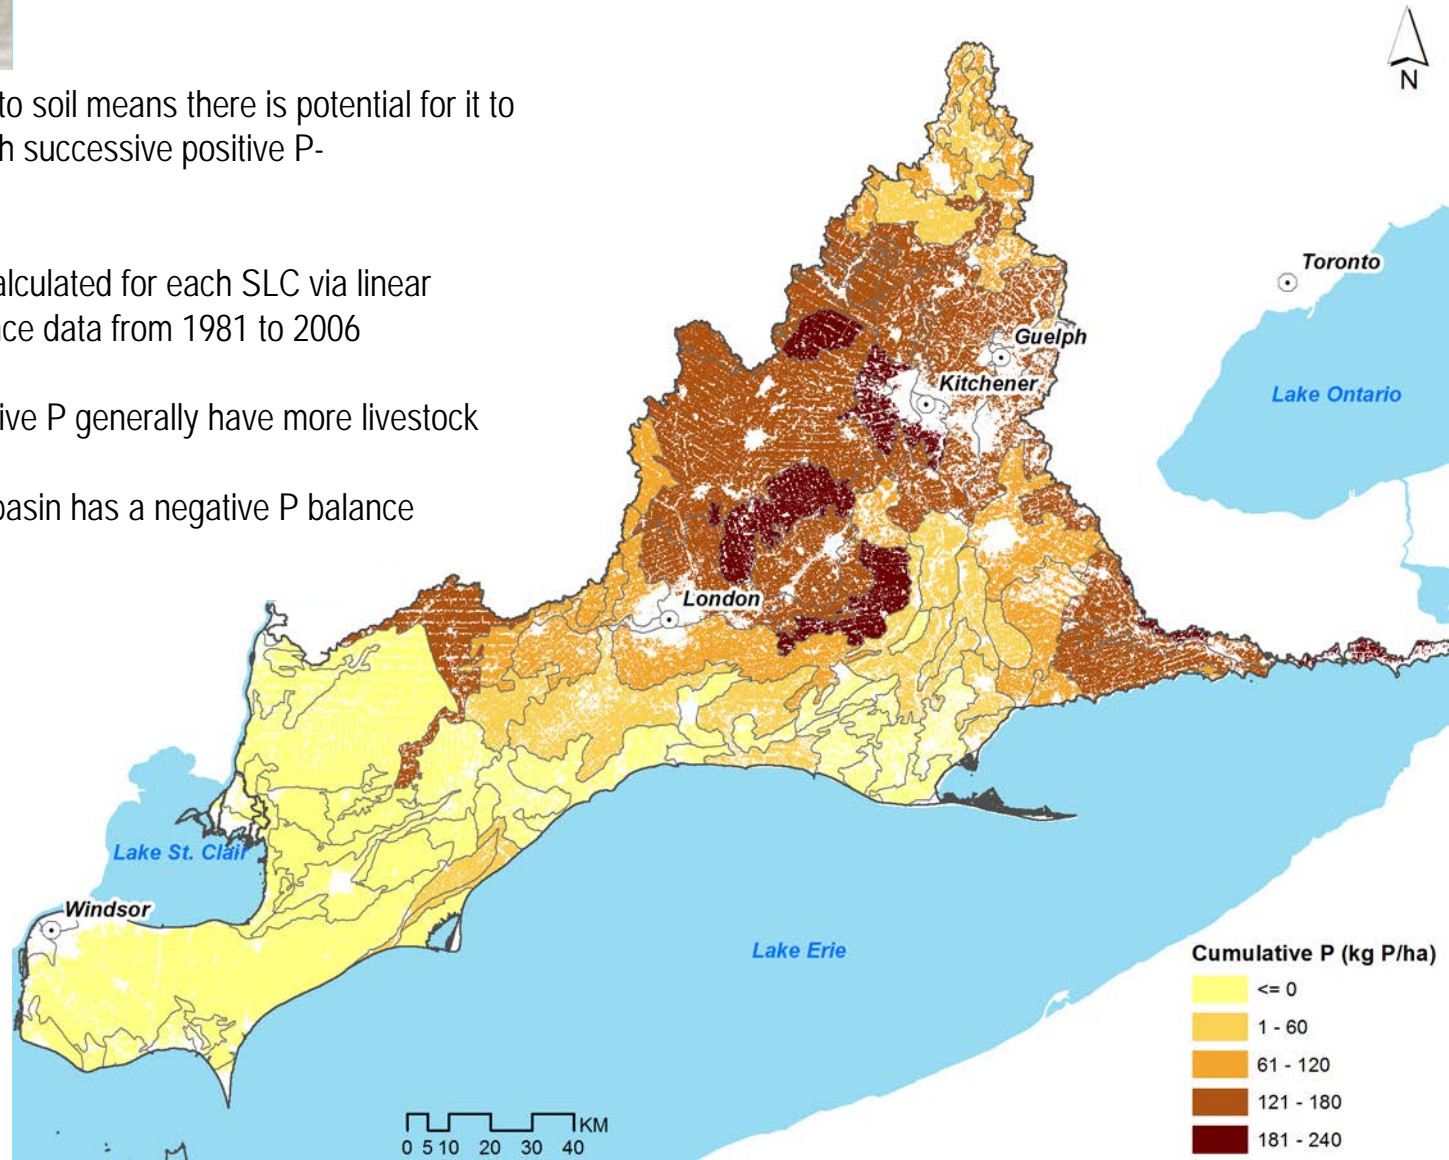 to soil means there is potential for it to
h successive positive P-
alculated for each SLC via linear
nce data from 1981 to 2006
ive P generally have more livestock
basin has a negative P balance
N
Toronto
Guelph
Kitchener
Lake Ontario
London
Lake St. Clair
Windsor
Lake Erie
Cumulative P (kg P/ha)
<= 0
1 - 60
61 - 120
121 - 180
181 - 240
KM
0 5 10 20 30 40